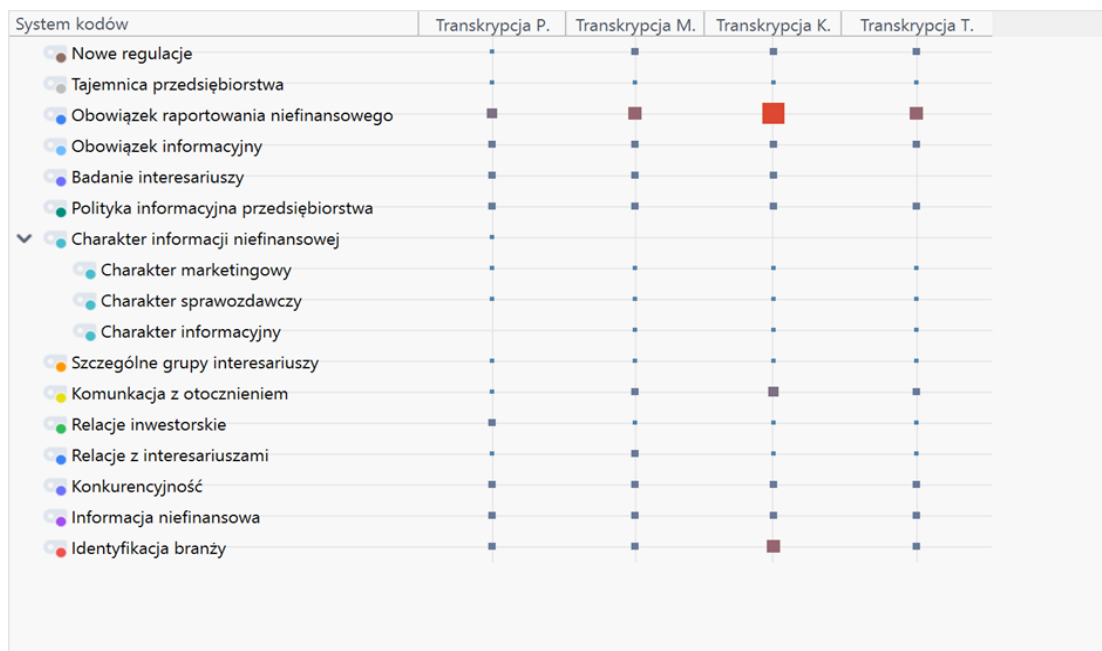 System kodów Transkrypcja P. Transkrypcja M. Transkrypcja K. Transkrypcja T.
Nowe regulacje
Tajemnica przedsiębiorstwa
Obowiązek raportowania niefinansowego
Obowiązek informacyjny
Badanie interesariuszy
Polityka informacyjna przedsiębiorstwa
Charakter informacji niefinansowej
Charakter marketingowy
Charakter sprawozdawczy
Charakter informacyjny
Szczególne grupy interesariuszy
Komunkacja z otocznieniem
Relacje inwestorskie
Relacje z interesariuszami
Konkurencyjność
Informacja niefinansowa
Identyfikacja branży